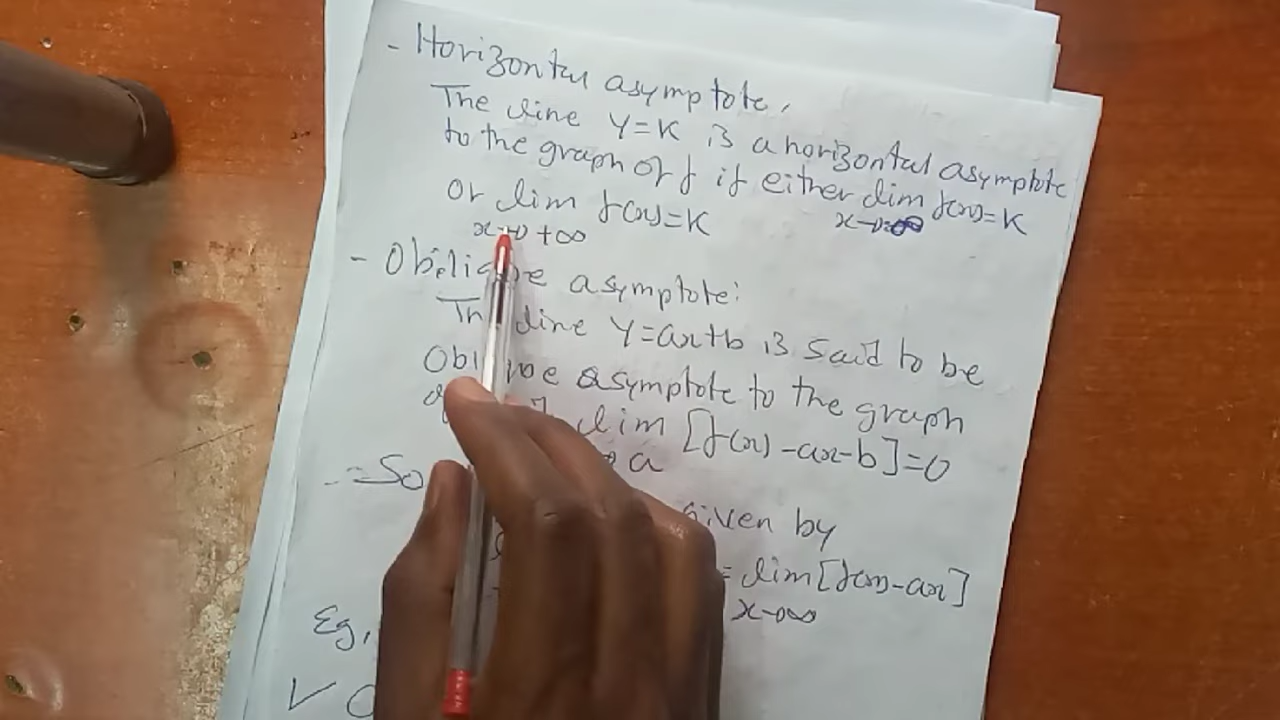 - Horizontal asymptote.
The line Y=K is a horizontal asymptote
to the graph of f if either lim f(x)=K
x→-∞
or lim f(x)=K
x→+∞
- Oblique asymptote:
The line Y=ax+b is said to be
Oblique asymptote to the graph
lim [f(x)-ax-b]=0
a
- So
given by
= lim[f(x)-ax]
x→∞
Eg,